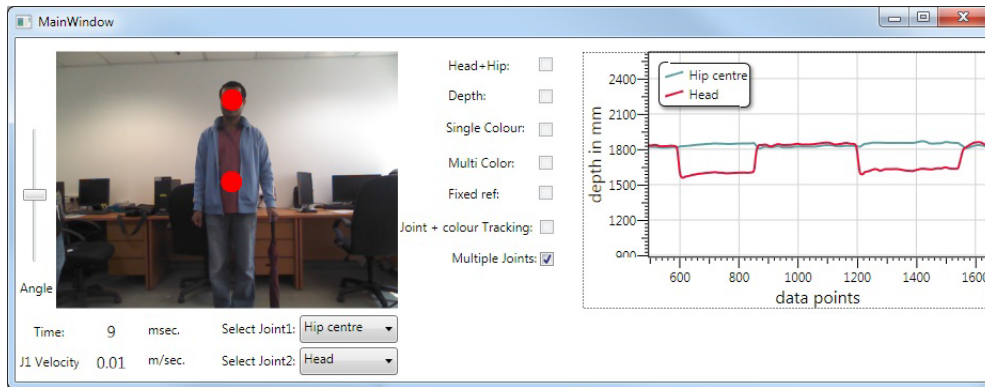 MainWindow
Head+Hip:
Depth:
Single Colour:
Multi Color:
Fixed ref:
Joint + colour Tracking:
Multiple Joints:
Angle
Time: 9 msec.
Select Joint1: Hip centre
J1 Velocity 0.01 m/sec.
Select Joint2: Head
Hip centre
Head
depth in mm
2400
2100
1800
1500
1200
900
600 800 1000 1200 1400 1600
data points